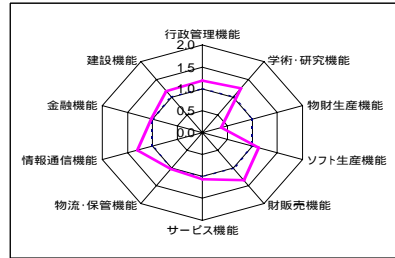 行政管理機能
2.0
建設機能
学術・研究機能
1.5
1.0
金融機能
物財生産機能
0.5
0.0
情報通信機能
ソフト生産機能
物流・保管機能
財販売機能
サービス機能